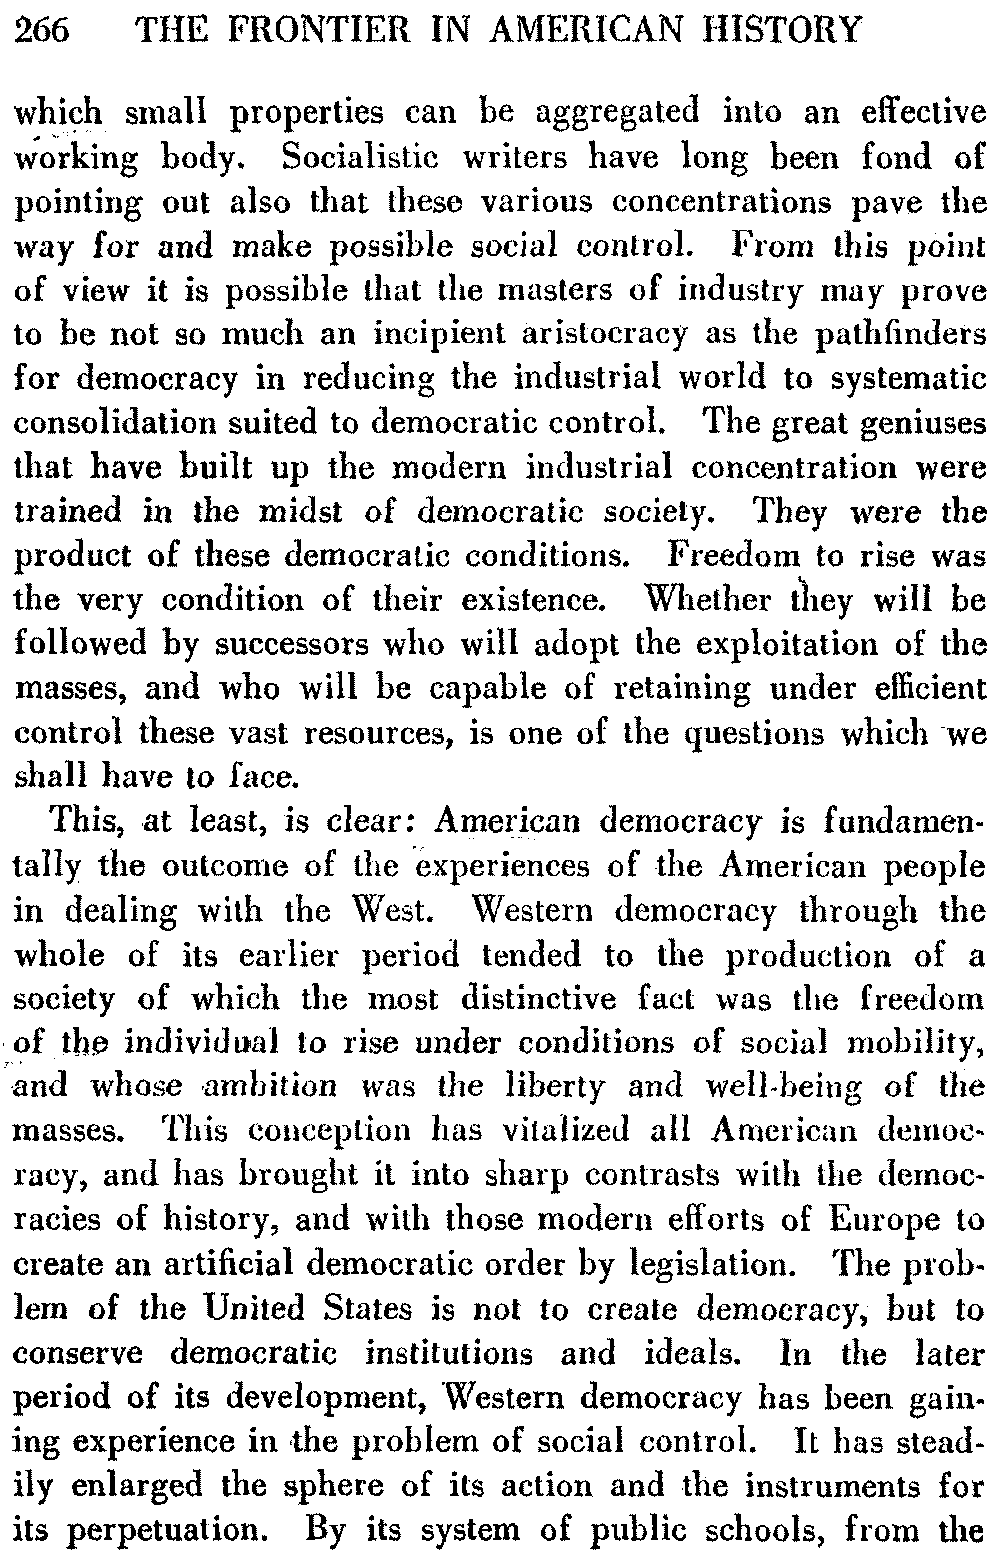 266 THE FRONTIER IN AMERICAN HISTORY
which small properties can be aggregated into an effective
working body. Socialistic writers have long been fond of
pointing out also that these various concentrations pave the
way for and make possible social control. From this point
of view it is possible that the masters of industry may prove
to be not so much an incipient aristocracy as the pathfinders
for democracy in reducing the industrial world to systematic
consolidation suited to democratic control. The great geniuses
that have built up the modern industrial concentration were
trained in the midst of democratic society. They were the
product of these democratic conditions. Freedom to rise was
the very condition of their existence. Whether they will be
followed by successors who will adopt the exploitation of the
masses, and who will be capable of retaining under efficient
control these vast resources, is one of the questions which we
shall have to face.
This, at least, is clear: American democracy is fundamen-
tally the outcome of the experiences of the American people
in dealing with the West. Western democracy through the
whole of its earlier period tended to the production of a
society of which the most distinctive fact was the freedom
of the individual to rise under conditions of social mobility,
and whose ambition was the liberty and well-being of the
masses. This conception has vitalized all American democ-
racy, and has brought it into sharp contrasts with the democ-
racies of history, and with those modern efforts of Europe to
create an artificial democratic order by legislation. The prob-
lem of the United States is not to create democracy, but to
conserve democratic institutions and ideals. In the later
period of its development, Western democracy has been gain-
ing experience in the problem of social control. It has stead-
ily enlarged the sphere of its action and the instruments for
its perpetuation. By its system of public schools, from the